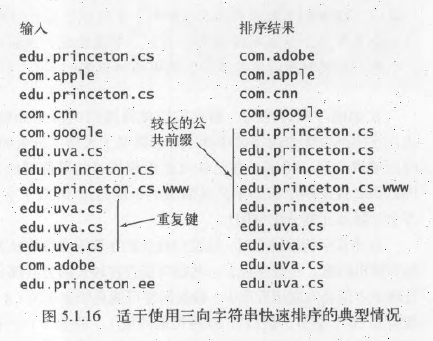 输入
edu.princeton.cs
com.apple
edu.princeton.cs
com.cnn
com.google
edu.uva.cs
edu.princeton.cs
edu.princeton.cs.www
edu.uva.cs
edu.uva.cs
edu.uva.cs
com.adobe
edu.princeton.ee
重复键
较长的公
共前缀
排序结果
com.adobe
com.apple
com.cnn
com.google
edu.princeton.cs
edu.princeton.cs
edu.princeton.cs
edu.princeton.cs.www
edu.princeton.ee
edu.uva.cs
edu.uva.cs
edu.uva.cs
edu.uva.cs
图 5.1.16 适于使用三向字符串快速排序的典型情况